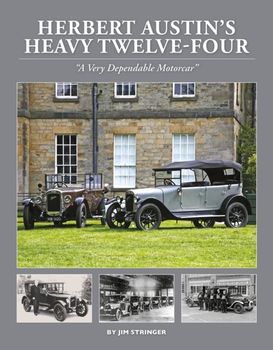 HERBERT AUSTIN'S
HEAVY TWELVE-FOUR
"A Very Dependable Motorcar"
BY JIM STRINGER